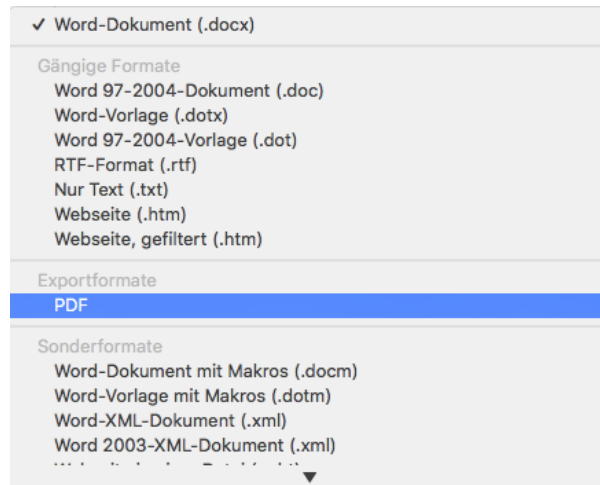 ✓ Word-Dokument (.docx)
Gängige Formate
Word 97-2004-Dokument (.doc)
Word-Vorlage (.dotx)
Word 97-2004-Vorlage (.dot)
RTF-Format (.rtf)
Nur Text (.txt)
Webseite (.htm)
Webseite, gefiltert (.htm)
Exportformate
PDF
Sonderformate
Word-Dokument mit Makros (.docm)
Word-Vorlage mit Makros (.dotm)
Word-XML-Dokument (.xml)
Word 2003-XML-Dokument (.xml)